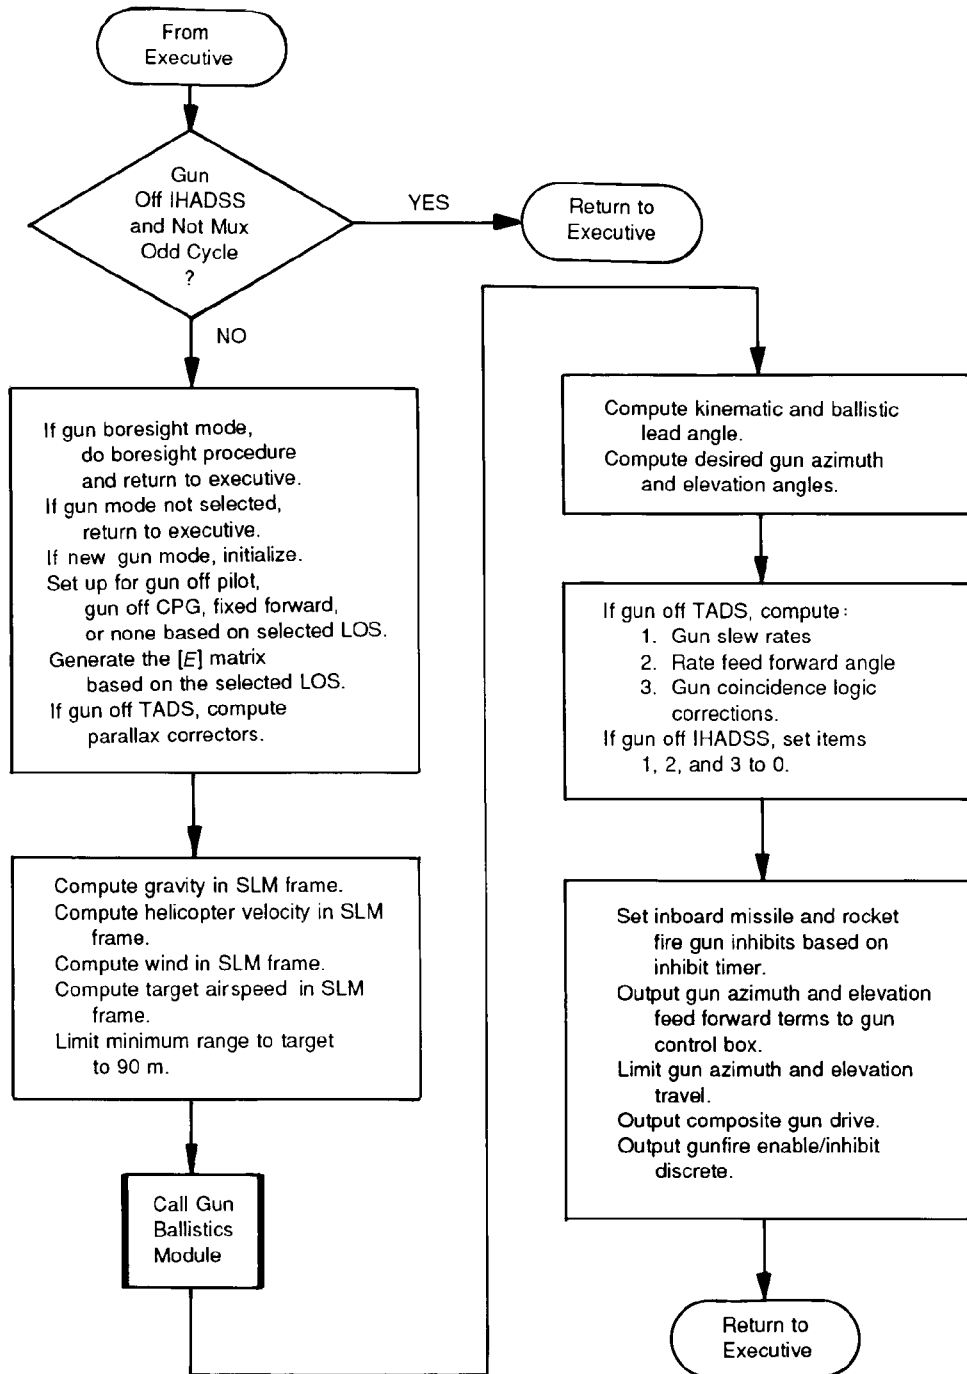 From
Executive
Gun
Off IHADSS
and Not Mux
Odd Cycle
?
YES
Return to
Executive
NO
If gun boresight mode,
do boresight procedure
and return to executive.
If gun mode not selected,
return to executive.
If new gun mode, initialize.
Set up for gun off pilot,
gun off CPG, fixed forward,
or none based on selected LOS.
Generate the [E] matrix
based on the selected LOS.
If gun off TADS, compute
parallax correctors.
Compute gravity in SLM frame.
Compute helicopter velocity in SLM
frame.
Compute wind in SLM frame.
Compute target airspeed in SLM
frame.
Limit minimum range to target
to 90 m.
Call Gun
Ballistics
Module
Compute kinematic and ballistic
lead angle.
Compute desired gun azimuth
and elevation angles.
If gun off TADS, compute:
1. Gun slew rates
2. Rate feed forward angle
3. Gun coincidence logic
corrections.
If gun off IHADSS, set items
1, 2, and 3 to 0.
Set inboard missile and rocket
fire gun inhibits based on
inhibit timer.
Output gun azimuth and elevation
feed forward terms to gun
control box.
Limit gun azimuth and elevation
travel.
Output composite gun drive.
Output gunfire enable/inhibit
discrete.
Return to
Executive